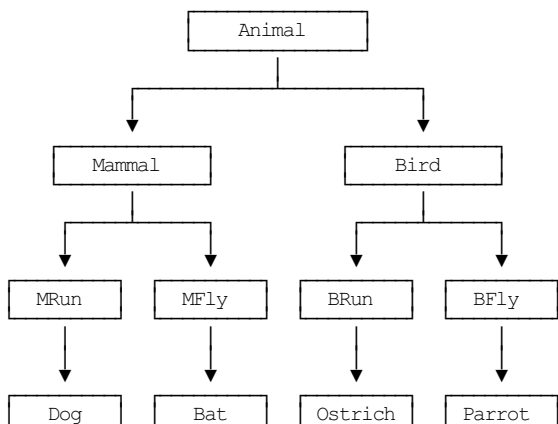 Animal
Mammal Bird
MRun MFly BRun BFly
Dog Bat Ostrich Parrot